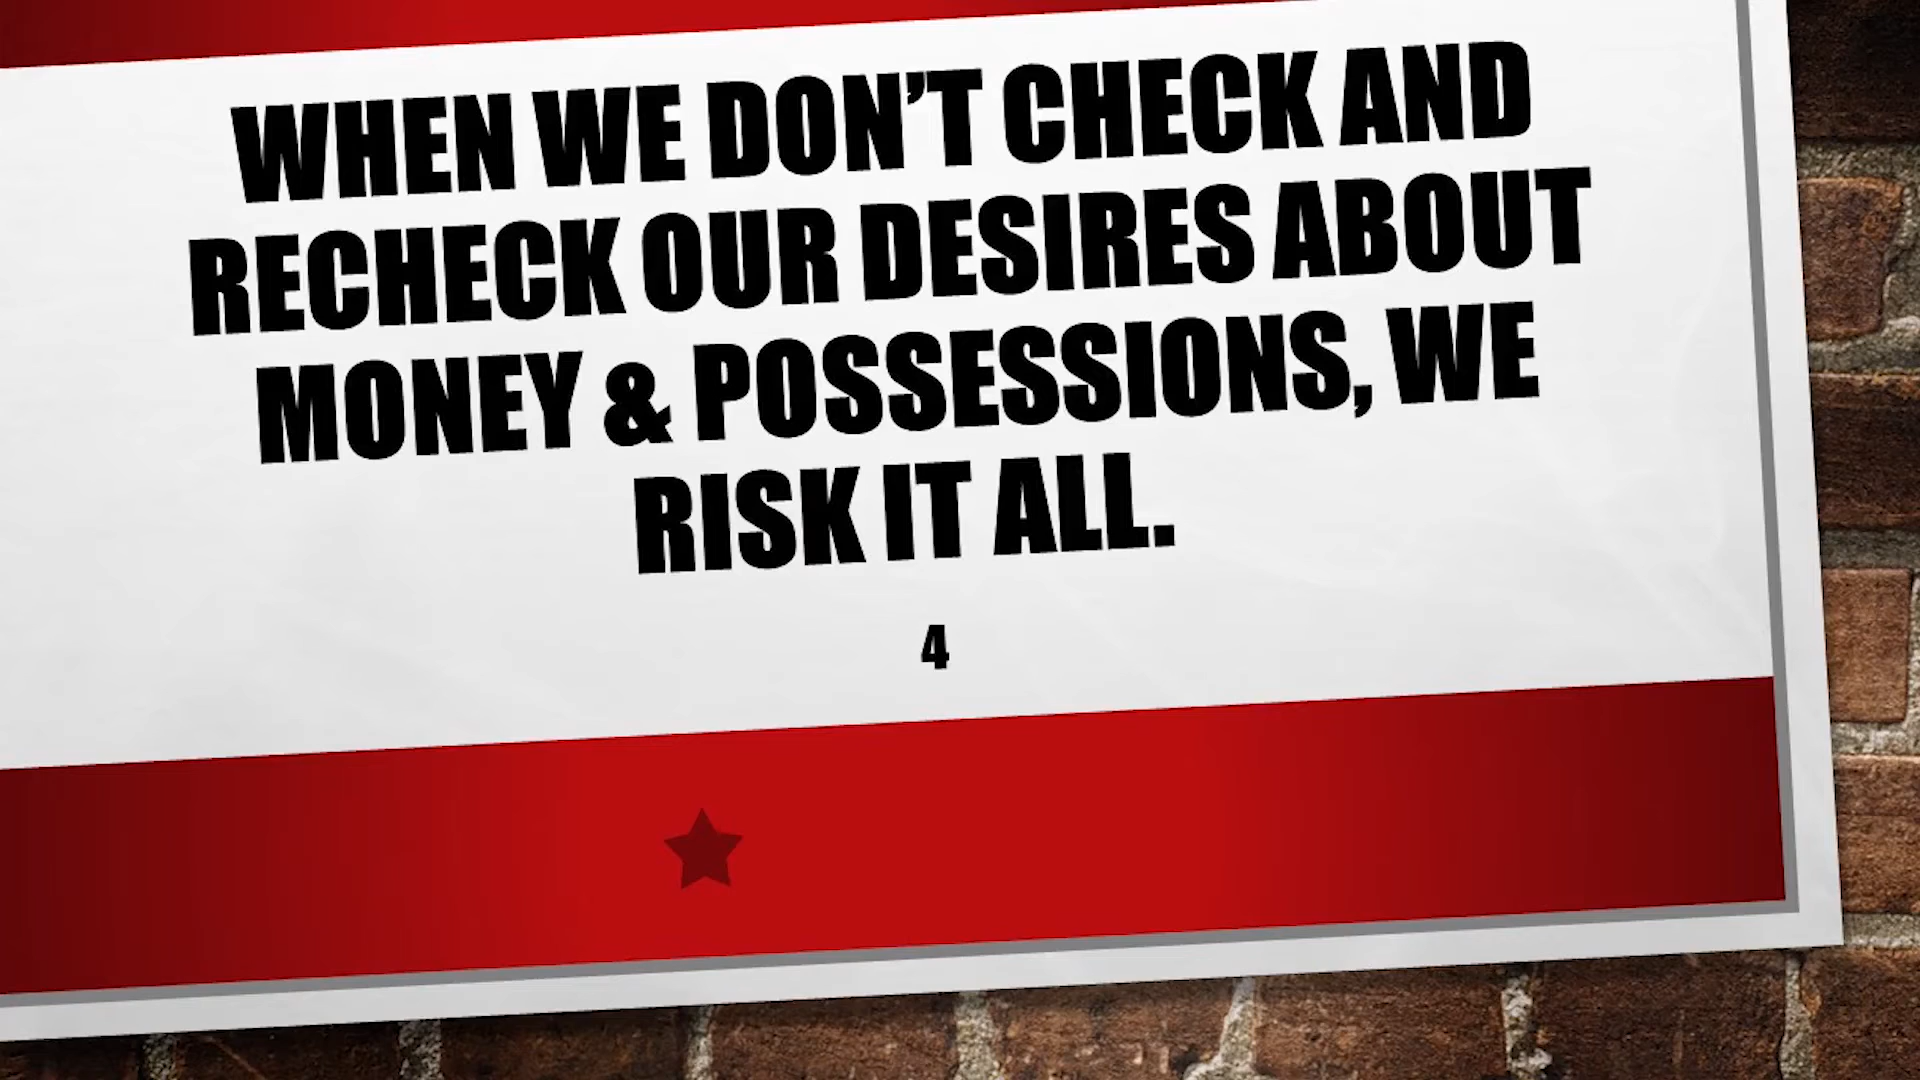 WHEN WE DON'T CHECK AND
RECHECK OUR DESIRES ABOUT
MONEY & POSSESSIONS, WE
RISK IT ALL.
4